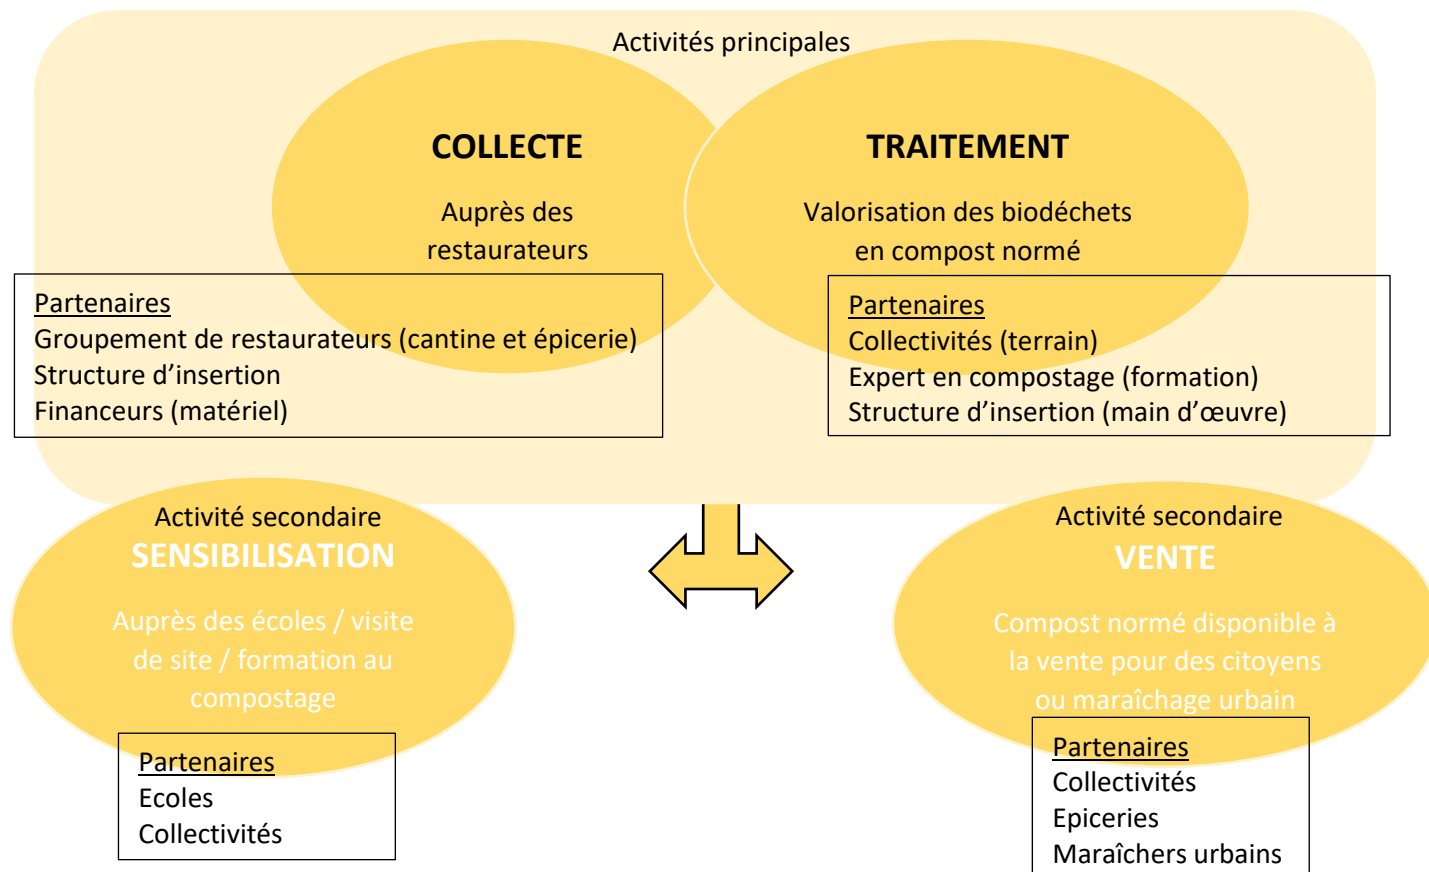 Activités principales
COLLECTE
Auprès des
restaurateurs
Partenaires
Groupement de restaurateurs (cantine et épicerie)
Structure d’insertion
Financeurs (matériel)
TRAITEMENT
Valorisation des biodéchets
en compost normé
Partenaires
Collectivités (terrain)
Expert en compostage (formation)
Structure d’insertion (main d’œuvre)
Activité secondaire
SENSIBILISATION
Auprès des écoles / visite
de site / formation au
compostage
Partenaires
Ecoles
Collectivités
Activité secondaire
VENTE
Compost normé disponible à
la vente pour des citoyens
ou maraîchage urbain
Partenaires
Collectivités
Epiceries
Maraîchers urbains